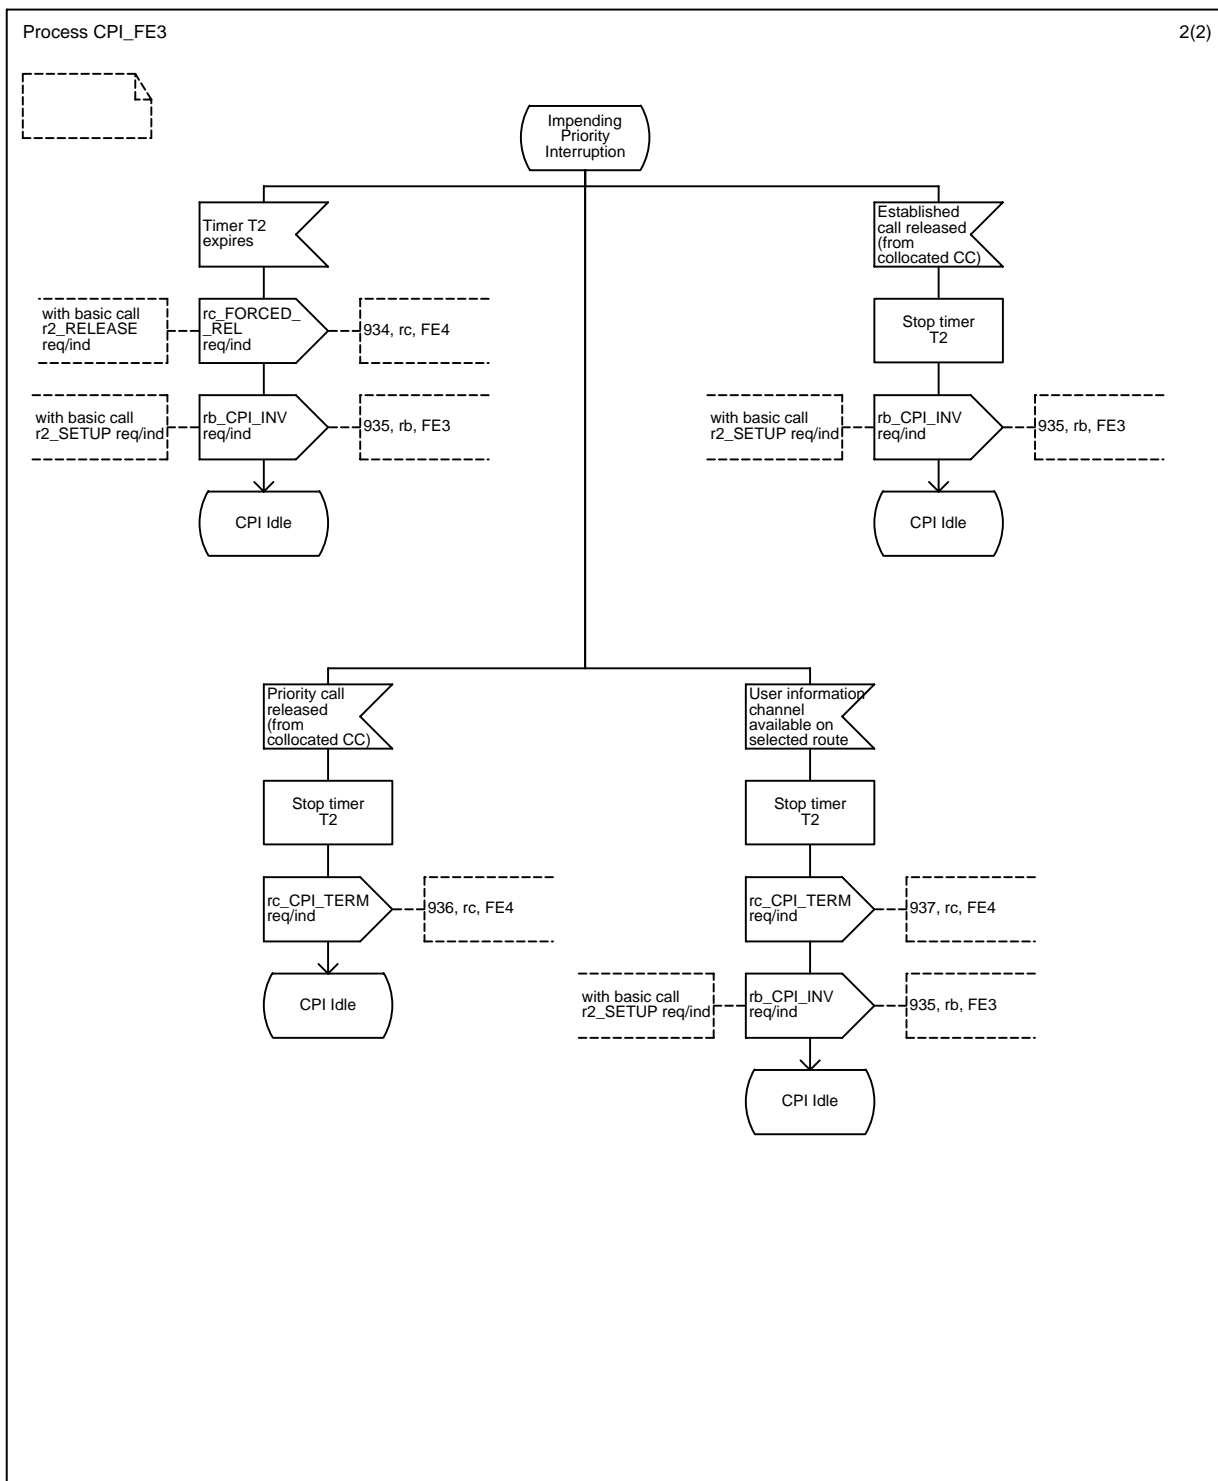 Process CPI_FE3
2(2)
Impending
Priority
Interruption
Timer T2
expires
rc_FORCED_
_REL
req/ind
with basic call
r2_RELEASE
req/ind
934, rc, FE4
rb_CPI_INV
req/ind
with basic call
r2_SETUP req/ind
935, rb, FE3
CPI Idle
Established
call released
(from
collocated CC)
Stop timer
T2
rb_CPI_INV
req/ind
with basic call
r2_SETUP req/ind
935, rb, FE3
CPI Idle
Priority call
released
(from
collocated CC)
Stop timer
T2
rc_CPI_TERM
req/ind
936, rc, FE4
CPI Idle
User information
channel
available on
selected route
Stop timer
T2
rc_CPI_TERM
req/ind
937, rc, FE4
rb_CPI_INV
req/ind
with basic call
r2_SETUP req/ind
935, rb, FE3
CPI Idle